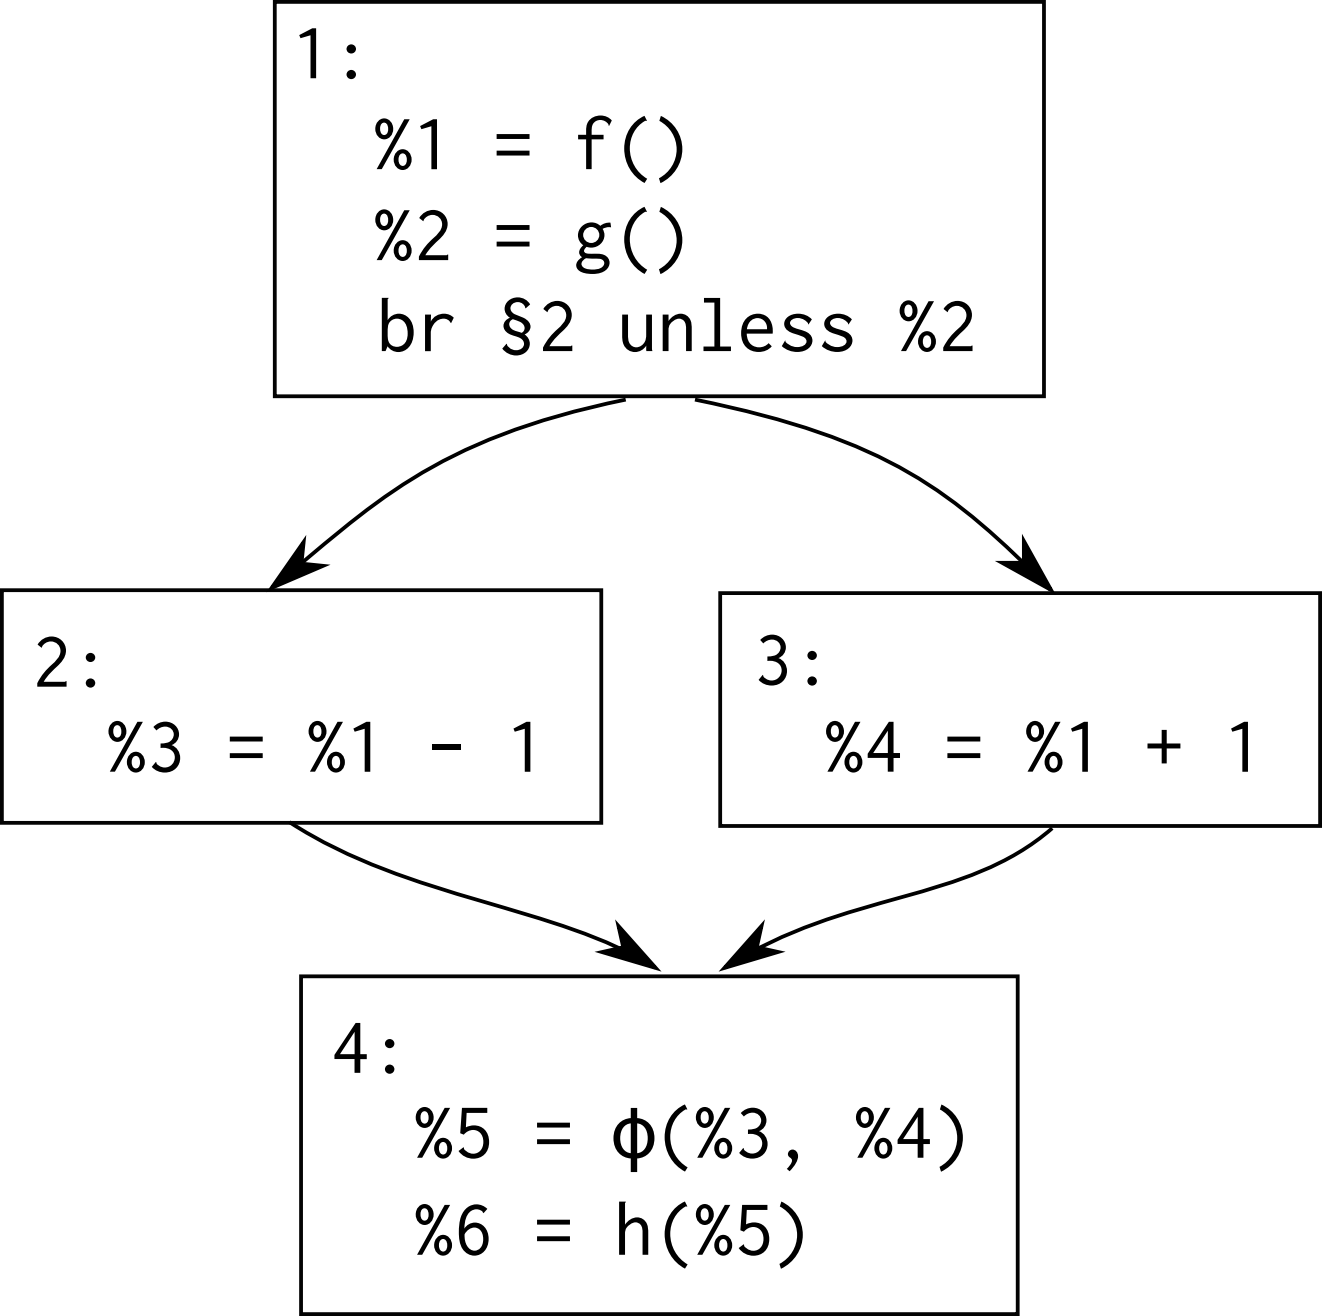 1:
%1 = f()
%2 = g()
br §2 unless %2
2:
%3 = %1 - 1
3:
%4 = %1 + 1
4:
%5 = ϕ(%3, %4)
%6 = h(%5)